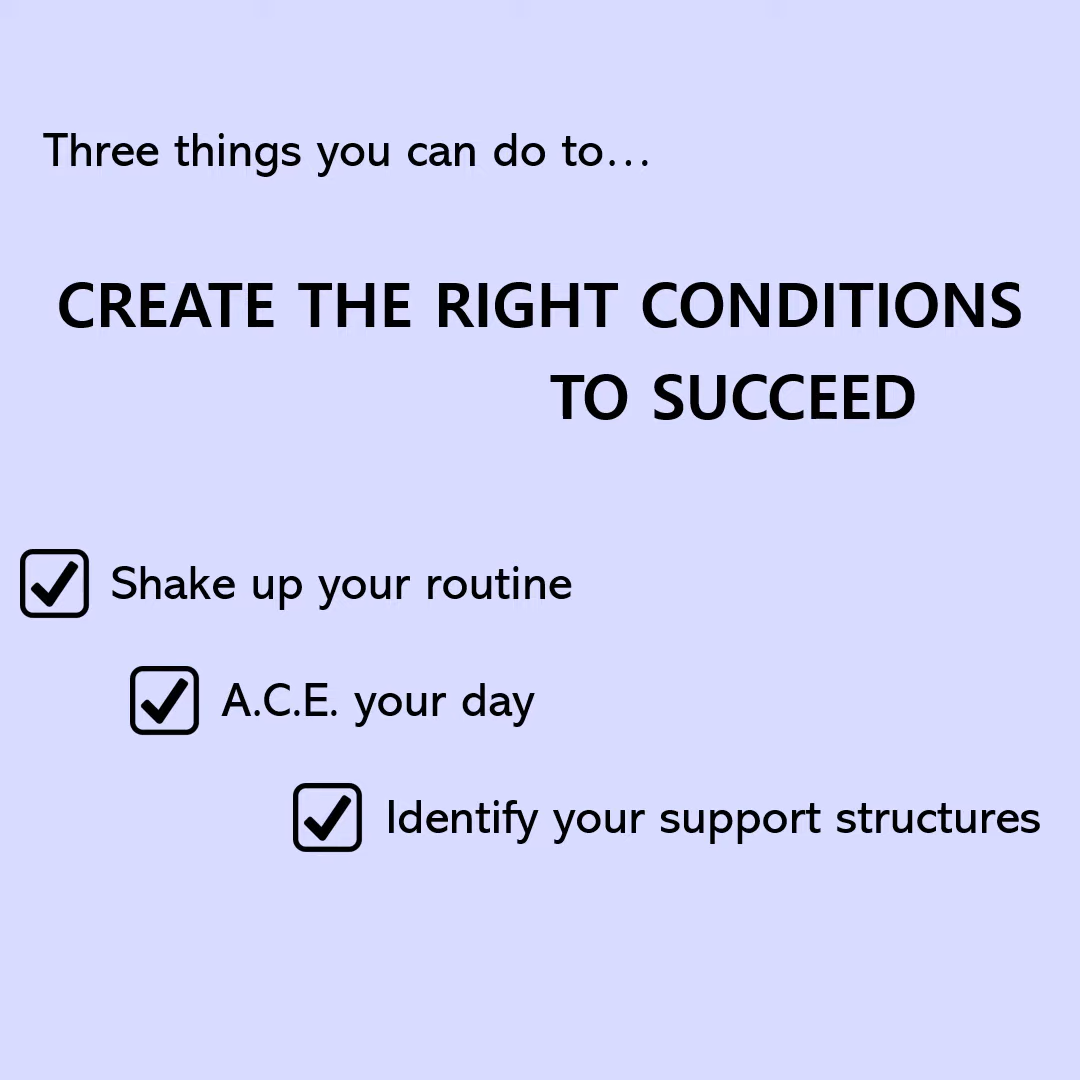 Three things you can do to...
CREATE THE RIGHT CONDITIONS
TO SUCCEED
Shake up your routine
A.C.E. your day
Identify your support structures